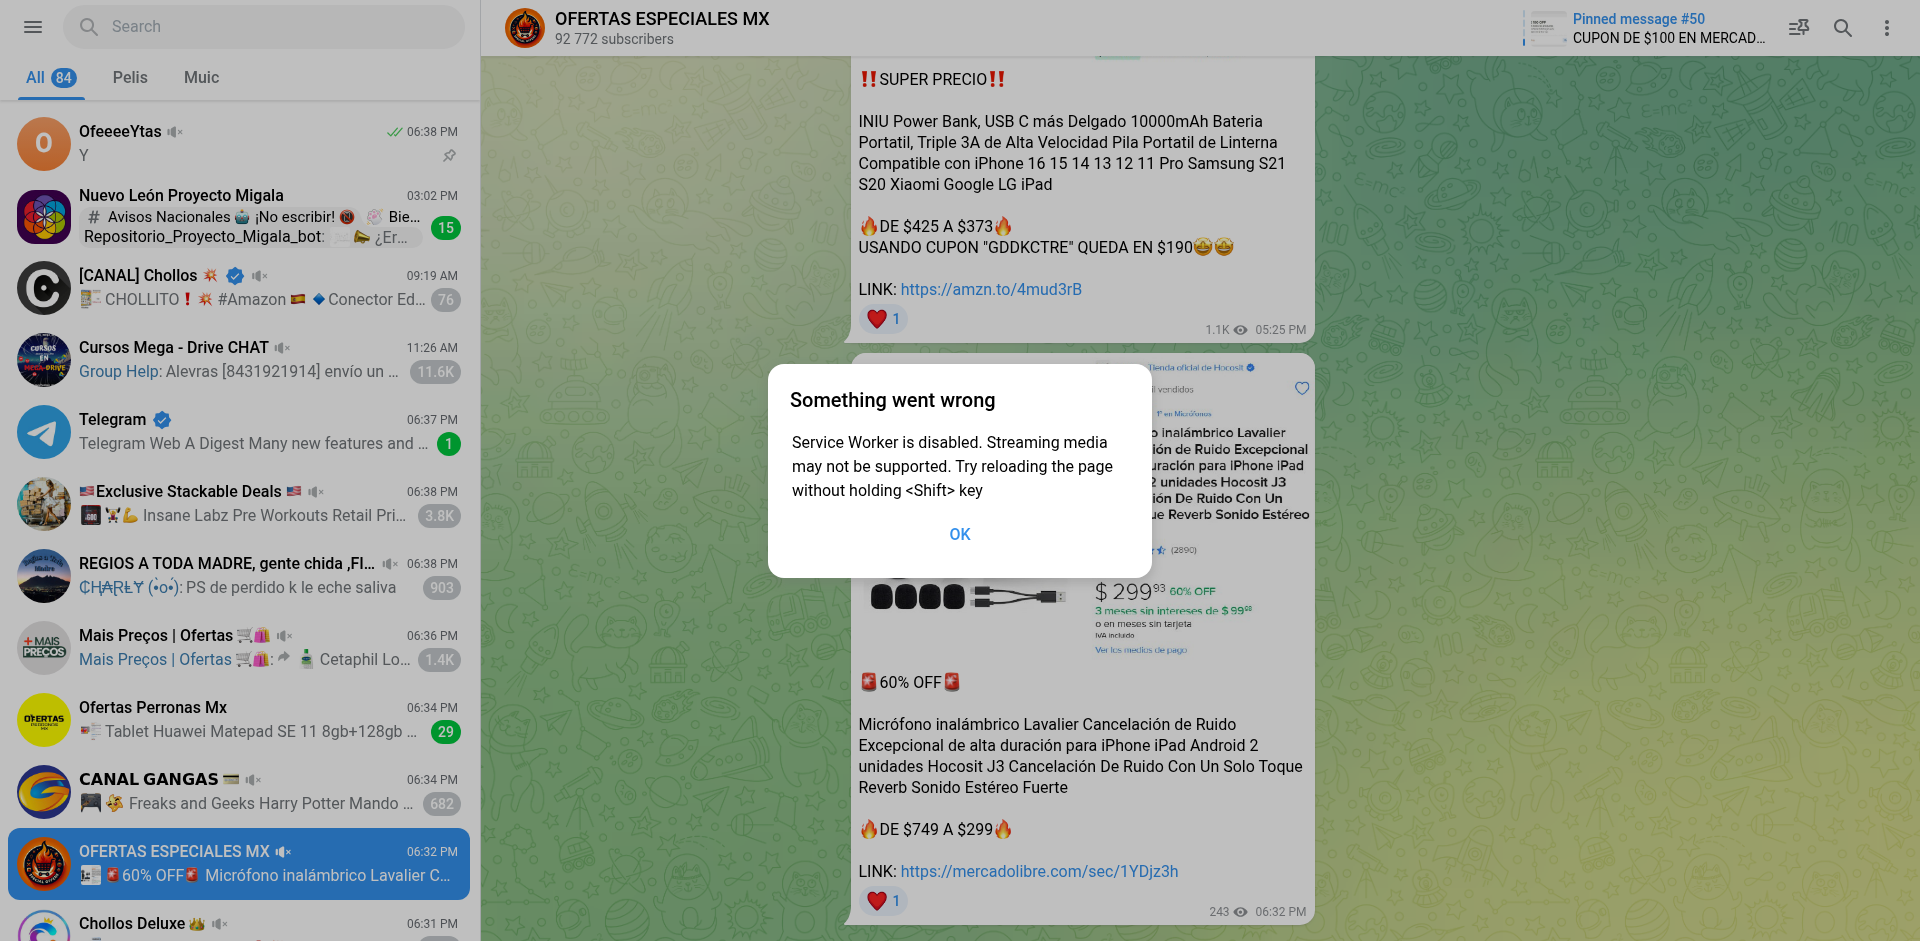 Search
OFERTAS ESPECIALES MX
92 772 subscribers
Pinned message #50
CUPON DE $100 EN MERCAD...
All 84
Pelis
Muic
O
OfeeeeYtas
06:38 PM
Y
Nuevo León Proyecto Migala
03:02 PM
# Avisos Nacionales 🤖 ¡No escribir! 📵 Bie...
Repositorio_Proyecto_Migala_bot: 📣 ¿Er...
15
[CANAL] Chollos 💥
09:19 AM
CHOLLITO❗💥 #Amazon 🇪🇸 🔹Conector Ed...
76
CURSOS
EN
MEGA-DRIVE
Cursos Mega - Drive CHAT
11:26 AM
Group Help: Alevras [8431921914] envío un ...
11.6K
Telegram
06:37 PM
Telegram Web A Digest Many new features and ...
1
🇺🇸Exclusive Stackable Deals 🇺🇸
06:38 PM
🏋️💪 Insane Labz Pre Workouts Retail Pri...
3.8K
REGIOS A TODA MADRE, gente chida ,FI...
06:38 PM
PS de perdido k le eche saliva
903
+MAIS
PREÇOS
Mais Preços | Ofertas 🛒🛍️
06:36 PM
Mais Preços | Ofertas 🛒🛍️: Cetaphil Lo...
1.4K
OFERTAS
MX
Ofertas Perronas Mx
06:34 PM
Tablet Huawei Matepad SE 11 8gb+128gb ...
29
CANAL GANGAS 💳
06:34 PM
Freaks and Geeks Harry Potter Mando ...
682
OFERTAS ESPECIALES MX
06:32 PM
🚨60% OFF🚨 Micrófono inalámbrico Lavalier C...
Chollos Deluxe 👑
06:31 PM
‼️SUPER PRECIO‼️
INIU Power Bank, USB C más Delgado 10000mAh Bateria
Portatil, Triple 3A de Alta Velocidad Pila Portatil de Linterna
Compatible con iPhone 16 15 14 13 12 11 Pro Samsung S21
S20 Xiaomi Google LG iPad
🔥DE $425 A $373🔥
USANDO CUPON "GDDKCTRE" QUEDA EN $190🤩🤩
LINK: https://amzn.to/4mud3rB
❤️ 1
1.1K 05:25 PM
Something went wrong
Service Worker is disabled. Streaming media
may not be supported. Try reloading the page
without holding <Shift> key
OK
Tienda oficial de Hocosit
vendidos
1º en Micrófonos
o inalámbrico Lavalier
ión de Ruido Excepcional
uración para iPhone iPad
2 unidades Hocosit J3
ión De Ruido Con Un
ue Reverb Sonido Estéreo
(2890)
$ 299 93 60% OFF
3 meses sin intereses de $ 99 98
o en meses sin tarjeta
IVA incluido
Ver los medios de pago
🚨60% OFF🚨
Micrófono inalámbrico Lavalier Cancelación de Ruido
Excepcional de alta duración para iPhone iPad Android 2
unidades Hocosit J3 Cancelación De Ruido Con Un Solo Toque
Reverb Sonido Estéreo Fuerte
🔥DE $749 A $299🔥
LINK: https://mercadolibre.com/sec/1YDjz3h
❤️ 1
243 06:32 PM